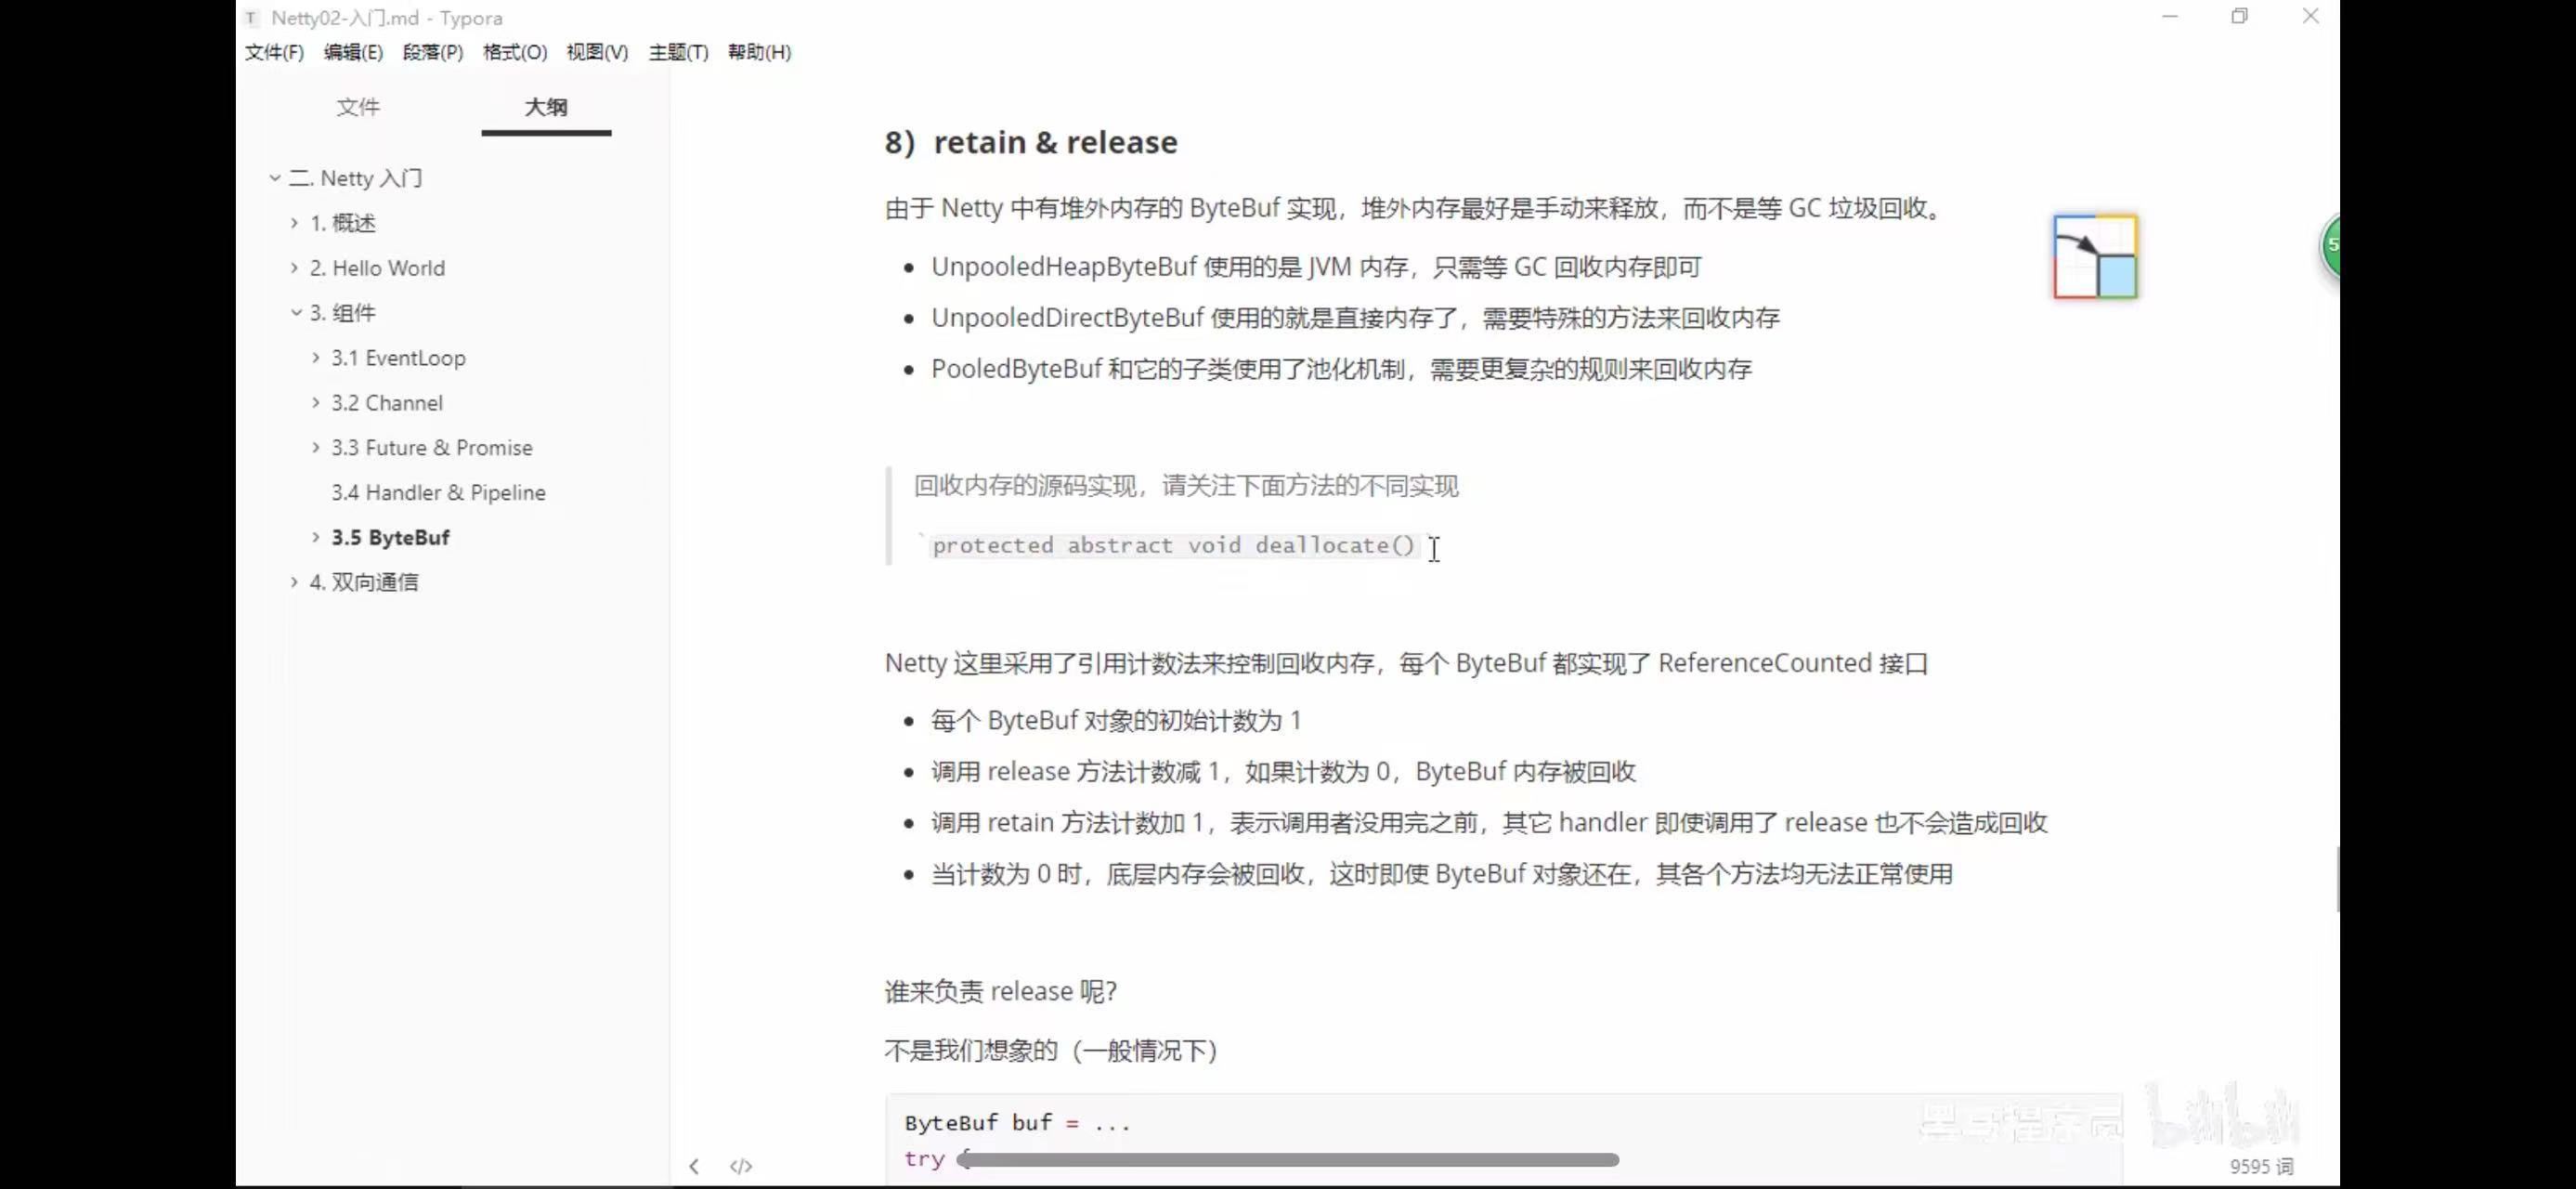 Netty02-入门.md - Typora
文件(F) 编辑(E) 段落(P) 格式(O) 视图(V) 主题(T) 帮助(H)
文件 大纲
二. Netty 入门
1. 概述
2. Hello World
3. 组件
3.1 EventLoop
3.2 Channel
3.3 Future & Promise
3.4 Handler & Pipeline
3.5 ByteBuf
4. 双向通信
8）retain & release
由于 Netty 中有堆外内存的 ByteBuf 实现，堆外内存最好是手动来释放，而不是等 GC 垃圾回收。
• UnpooledHeapByteBuf 使用的是 JVM 内存，只需等 GC 回收内存即可
• UnpooledDirectByteBuf 使用的就是直接内存了，需要特殊的方法来回收内存
• PooledByteBuf 和它的子类使用了池化机制，需要更复杂的规则来回收内存
回收内存的源码实现，请关注下面方法的不同实现
`protected abstract void deallocate()
Netty 这里采用了引用计数法来控制回收内存，每个 ByteBuf 都实现了 ReferenceCounted 接口
• 每个 ByteBuf 对象的初始计数为 1
• 调用 release 方法计数减 1，如果计数为 0，ByteBuf 内存被回收
• 调用 retain 方法计数加 1，表示调用者没用完之前，其它 handler 即使调用了 release 也不会造成回收
• 当计数为 0 时，底层内存会被回收，这时即使 ByteBuf 对象还在，其各个方法均无法正常使用
谁来负责 release 呢？
不是我们想象的（一般情况下）
ByteBuf buf = ...
try {
黑马程序员 bilibili
9595 词
5